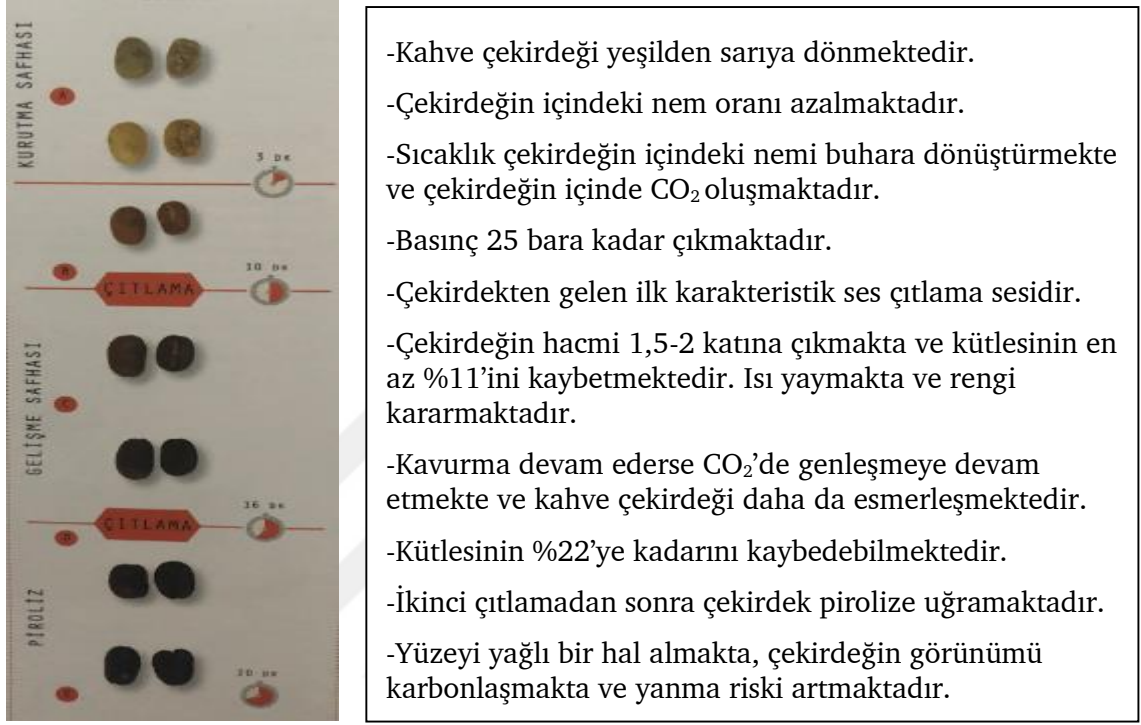 KURUTMA SAFHASI
A
3 DK
B
ÇITLAMA
10 DK
GELİŞME SAFHASI
C
ÇITLAMA
16 DK
D
PİROLİZ
20 DK
-Kahve çekirdeği yeşilden sarıya dönmektedir.
-Çekirdeğin içindeki nem oranı azalmaktadır.
-Sıcaklık çekirdeğin içindeki nemi buhara dönüştürmekte
ve çekirdeğin içinde CO₂ oluşmaktadır.
-Basınç 25 bara kadar çıkmaktadır.
-Çekirdekten gelen ilk karakteristik ses çıtlama sesidir.
-Çekirdeğin hacmi 1,5-2 katına çıkmakta ve kütlesinin en
az %11’ini kaybetmektedir. Isı yaymakta ve rengi
kararmaktadır.
-Kavurma devam ederse CO₂’de genleşmeye devam
etmekte ve kahve çekirdeği daha da esmerleşmektedir.
-Kütlesinin %22’ye kadarını kaybedebilmektedir.
-İkinci çıtlamadan sonra çekirdek pirolize uğramaktadır.
-Yüzeyi yağlı bir hal almakta, çekirdeğin görünümü
karbonlaşmakta ve yanma riski artmaktadır.